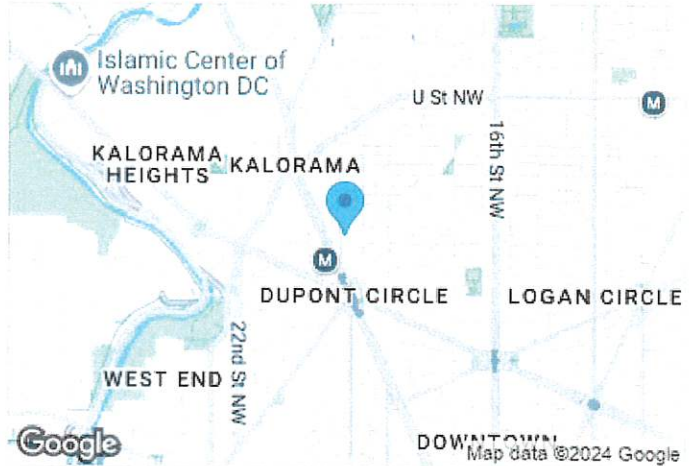 Islamic Center of
Washington DC
U St NW
M
16th St NW
KALORAMA
HEIGHTS
KALORAMA
M
DUPONT CIRCLE
LOGAN CIRCLE
22nd St NW
WEST END
DOWNTOWN
Google
Map data ©2024 Google